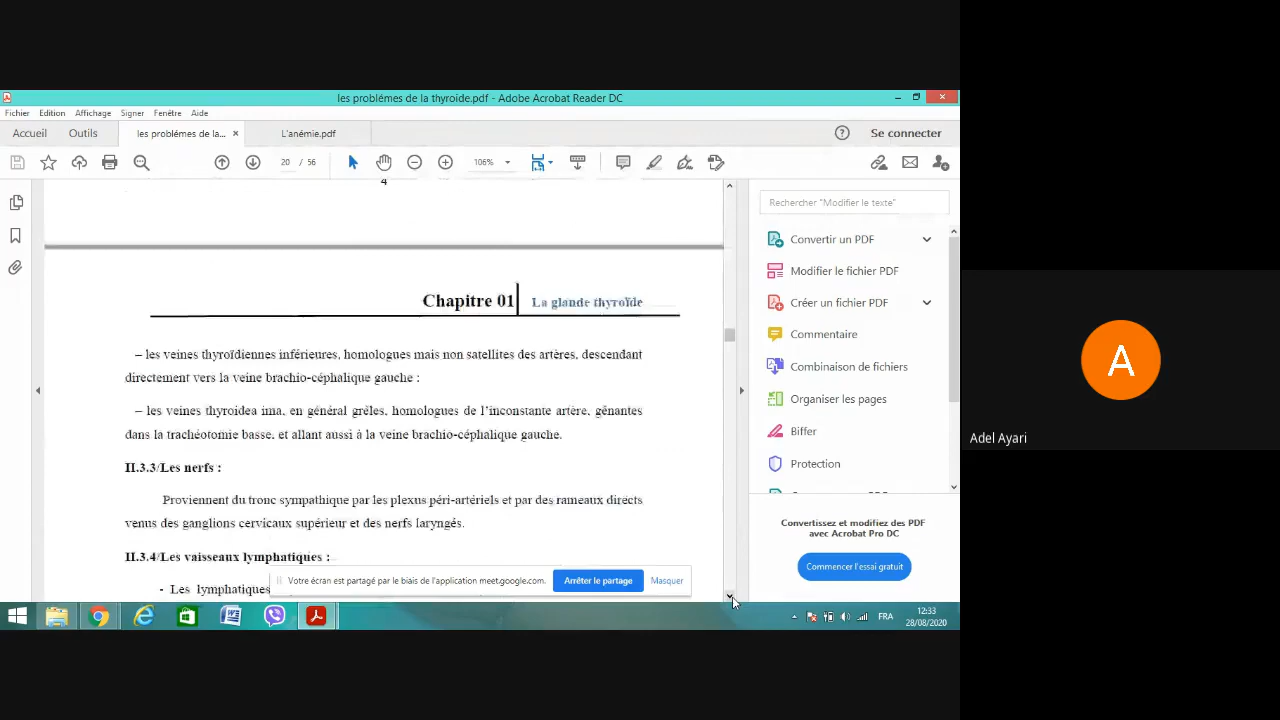 les problémes de la thyroide.pdf - Adobe Acrobat Reader DC
Fichier Edition Affichage Signer Fenêtre Aide
Accueil Outils les problémes de la... × L'anémie.pdf Se connecter
20 / 56 106%
4
Chapitre 01 La glande thyroïde
– les veines thyroïdiennes inférieures, homologues mais non satellites des artères, descendant
directement vers la veine brachio-céphalique gauche :
– les veines thyroidea ima, en général grêles, homologues de l'inconstante artère, gênantes
dans la trachéotomie basse, et allant aussi à la veine brachio-céphalique gauche.
II.3.3/Les nerfs :
Proviennent du tronc sympathique par les plexus péri-artériels et par des rameaux directs
venus des ganglions cervicaux supérieur et des nerfs laryngés.
II.3.4/Les vaisseaux lymphatiques :
- Les lymphatiques
Votre écran est partagé par le biais de l'application meet.google.com. Arrêter le partage Masquer
Rechercher "Modifier le texte"
Convertir un PDF
Modifier le fichier PDF
Créer un fichier PDF
Commentaire
Combinaison de fichiers
Organiser les pages
Biffer
Protection
Convertissez et modifiez des PDF
avec Acrobat Pro DC
Commencer l'essai gratuit
FRA
12:33
28/08/2020
A
Adel Ayari